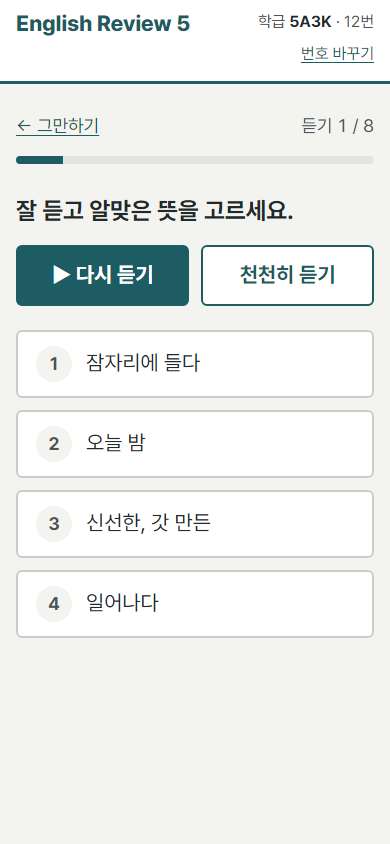 English Review 5
학급 5A3K · 12번
번호 바꾸기
← 그만하기
듣기 1 / 8
잘 듣고 알맞은 뜻을 고르세요.
▶ 다시 듣기
천천히 듣기
1 잠자리에 들다
2 오늘 밤
3 신선한, 갓 만든
4 일어나다